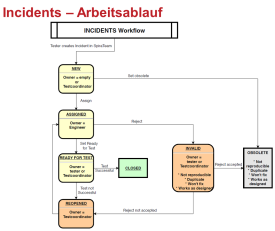 Incidents – Arbeitsablauf
INCIDENTS Workflow
Tester creates Incident in SpiraTeam
NEW
Owner = empty
or
Testcoordinator
Set obsolete
Assign
ASSIGNED
Owner =
Engineer
Reject
Set Ready
for Test
READY FOR TEST
Owner =
tester or
Testcoordinator
Test
Successful
CLOSED
INVALID
Owner =
tester or
Testcoordinator
* Not
reproducible
* Duplicate
* Won't fix
* Works as
designed
Reject accepted
OBSOLETE
* Not
reproducible
* Duplicate
* Won't fix
* Works as
designed
Test not
Successful
REOPENED
Owner =
Testcoordinator
Reject not accepted